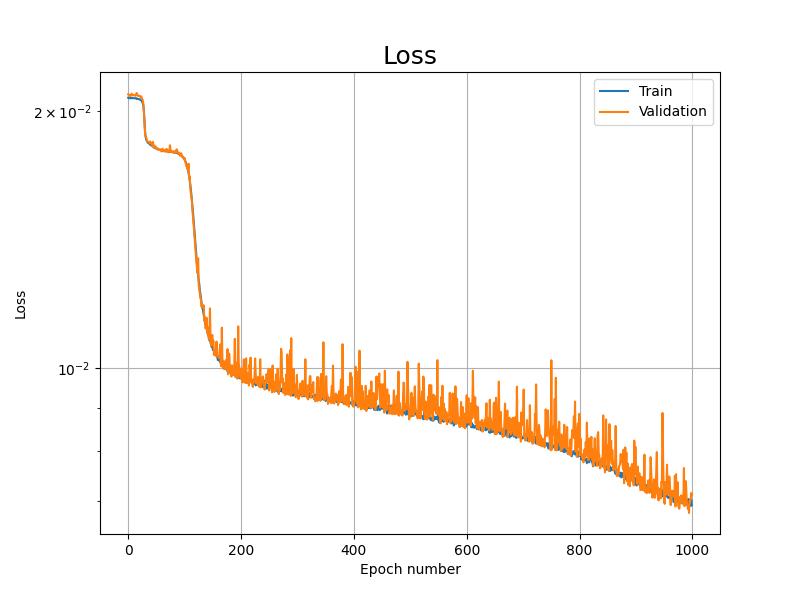 Loss
Train
Validation
2 × 10⁻²
10⁻²
Loss
0 200 400 600 800 1000
Epoch number